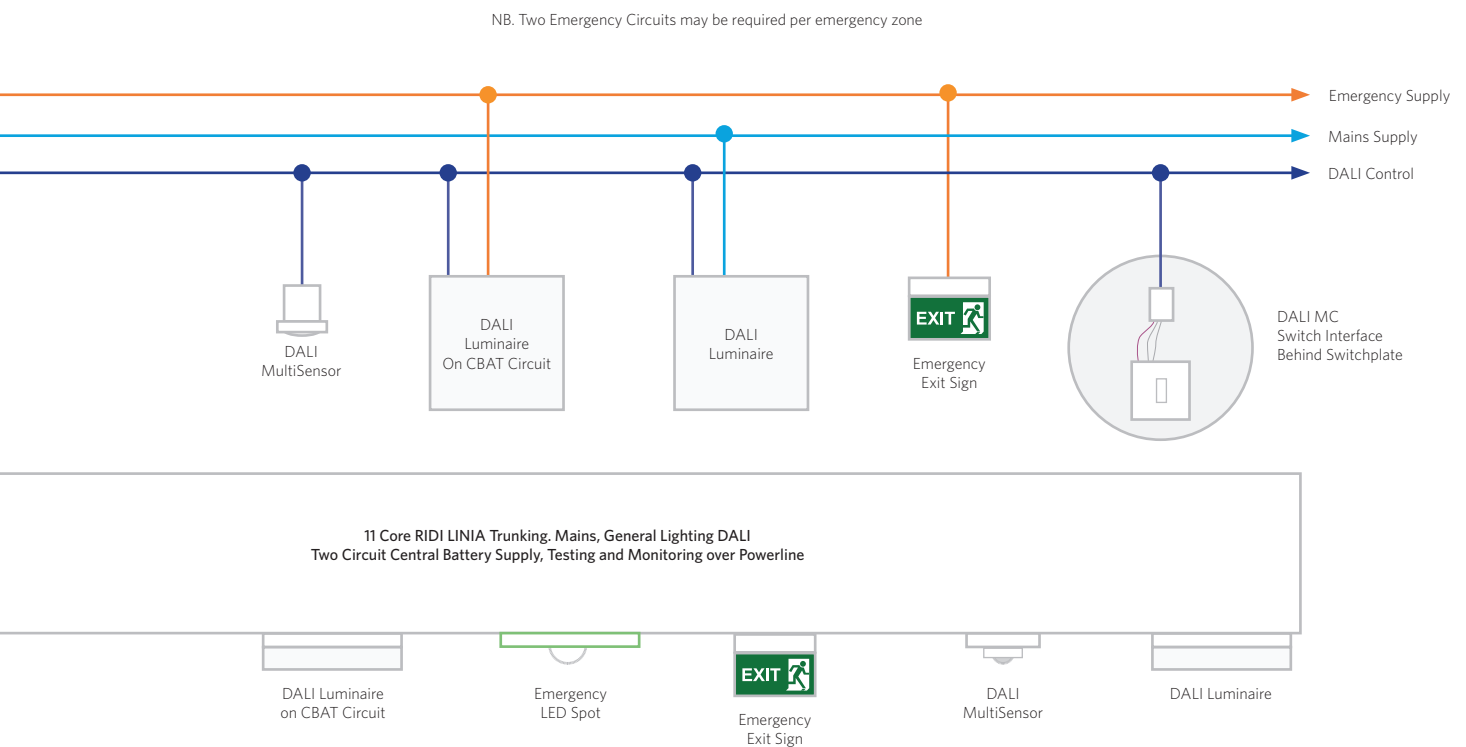 NB. Two Emergency Circuits may be required per emergency zone
Emergency Supply
Mains Supply
DALI Control
DALI
MultiSensor
DALI
Luminaire
On CBAT Circuit
DALI
Luminaire
EXIT
Emergency
Exit Sign
DALI MC
Switch Interface
Behind Switchplate
11 Core RIDI LINIA Trunking. Mains, General Lighting DALI
Two Circuit Central Battery Supply, Testing and Monitoring over Powerline
DALI Luminaire
on CBAT Circuit
Emergency
LED Spot
EXIT
Emergency
Exit Sign
DALI
MultiSensor
DALI Luminaire